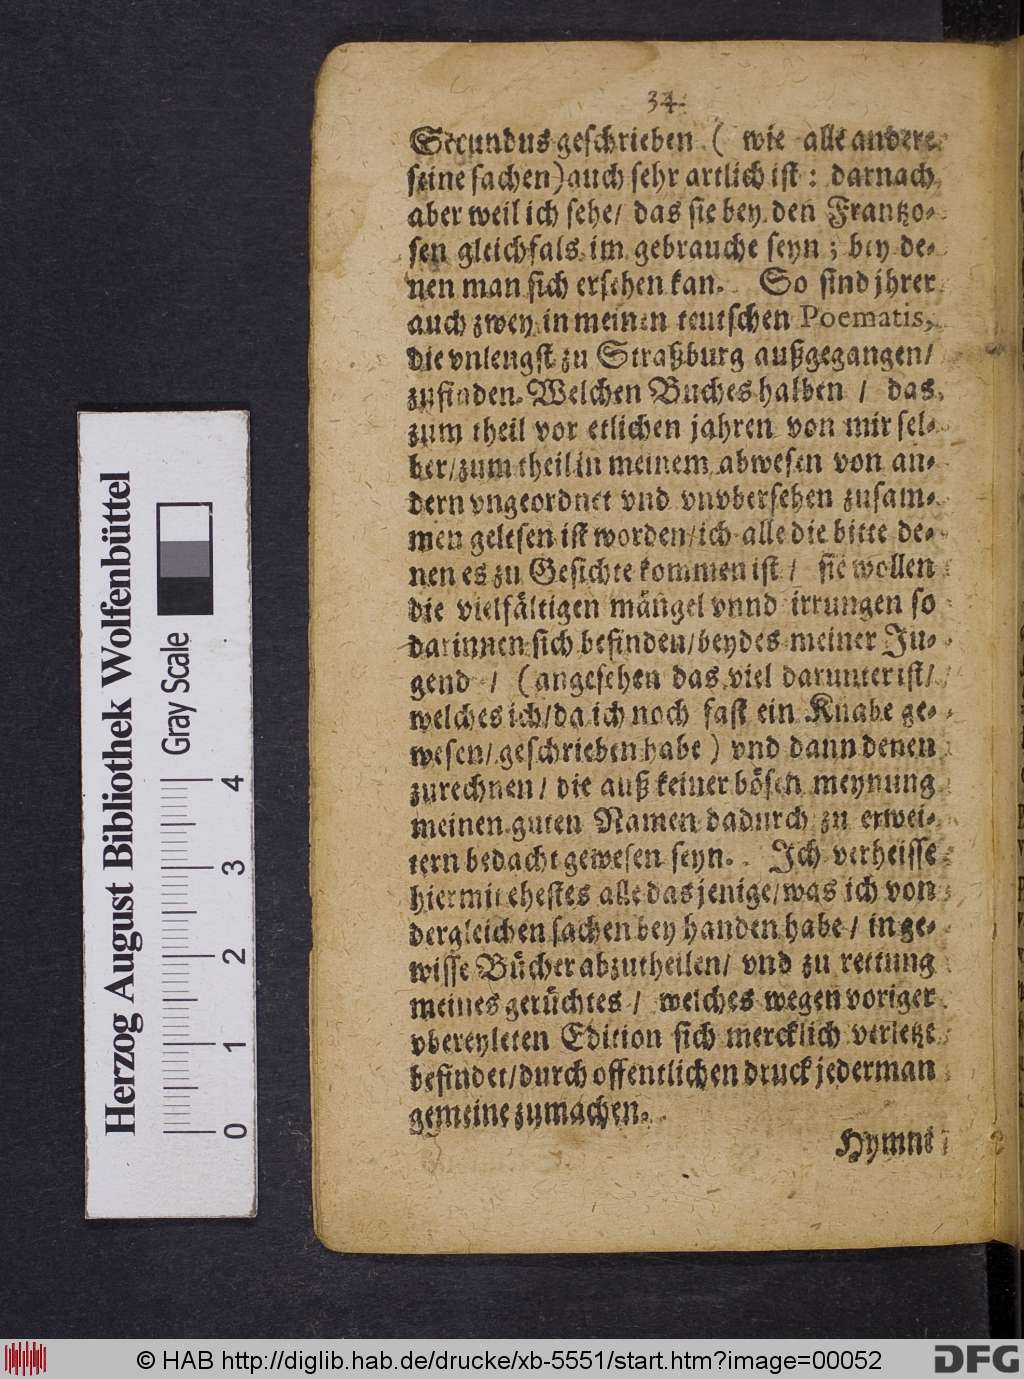 34.
Secundus geschrieben ( wie alle andere
seine sachen) auch sehr artlich ist : darnach
aber weil ich sehe/ das sie bey den Frantzo-
sen gleichfals im gebrauche seyn ; bey de-
nen man sich ersehen kan. So sind jhrer
auch zwey in meinen teutschen Poematis,
die vnlengst zu Straßburg außgegangen/
zufinden. Welchen Buches halben / das
zum theil vor etlichen jahren von mir sel-
ber/ zum theil in meinem abwesen von an-
dern vngeordnet vnd vnvbersehen zusam-
men gelesen ist worden/ ich alle die bitte de-
nen es zu Gesichte kommen ist / sie wollen
die vielfältigen mängel vnnd irrungen so
darinnen sich befinden/ beydes meiner Ju-
gend / (angesehen das viel darunter ist/
welches ich/ da ich noch fast ein Knabe ge-
wesen/ geschrieben habe ) vnd dann denen
zurechnen/ die auß keiner bösen meynung
meinen guten Namen dadurch zu erwei-
tern bedacht gewesen seyn. Ich verheisse
hiermit ehestes alle das jenige/ was ich von
dergleichen sachen bey handen habe / in ge-
wisse Bücher abzutheilen/ vnd zu rettung
meines gerüchtes / welches wegen voriger
vbereyleten Edition sich mercklich verletzt
befindet/ durch offentlichen druck jederman
gemeine zumachen.
Hymni
Herzog August Bibliothek Wolfenbüttel
Gray Scale
0 1 2 3 4
© HAB http://diglib.hab.de/drucke/xb-5551/start.htm?image=00052
DFG